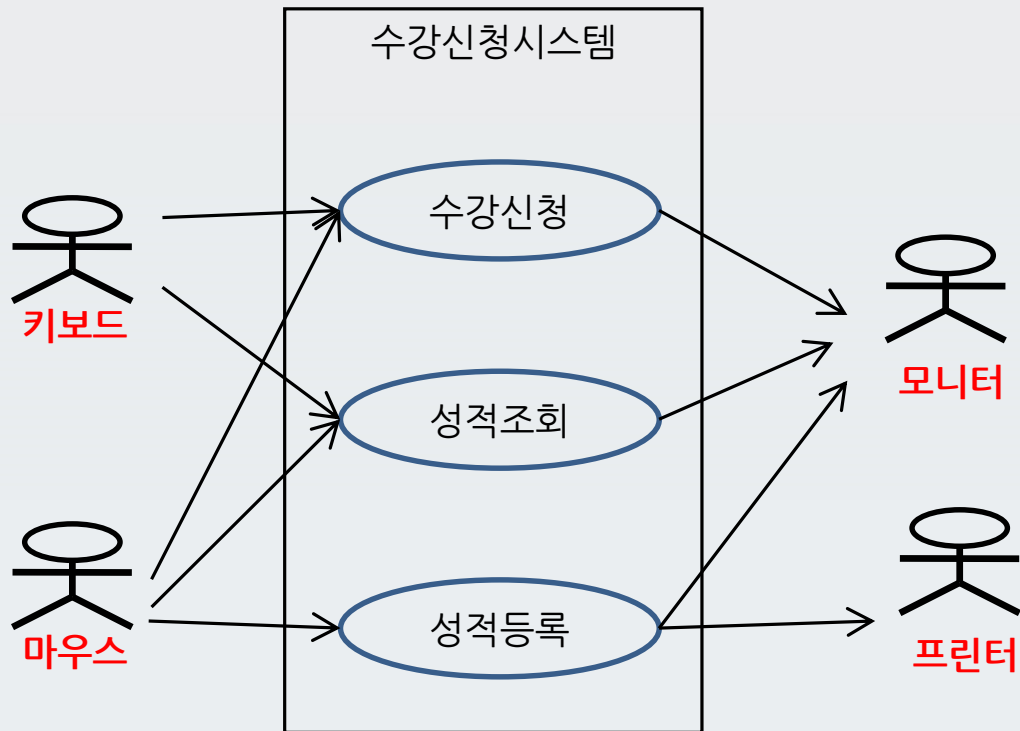 수강신청시스템
수강신청
키보드
모니터
성적조회
성적등록
마우스
프린터